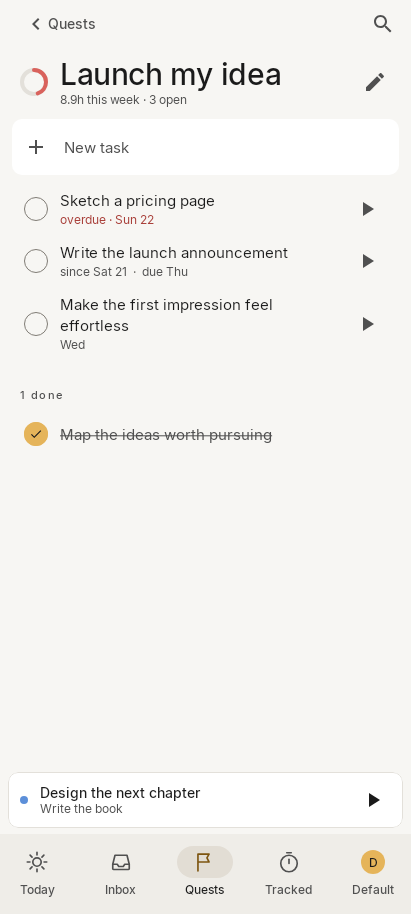 Quests
Launch my idea
8.9h this week · 3 open
New task
Sketch a pricing page
overdue · Sun 22
Write the launch announcement
since Sat 21 · due Thu
Make the first impression feel
effortless
Wed
1 done
Map the ideas worth pursuing
Design the next chapter
Write the book
Today
Inbox
Quests
Tracked
D
Default